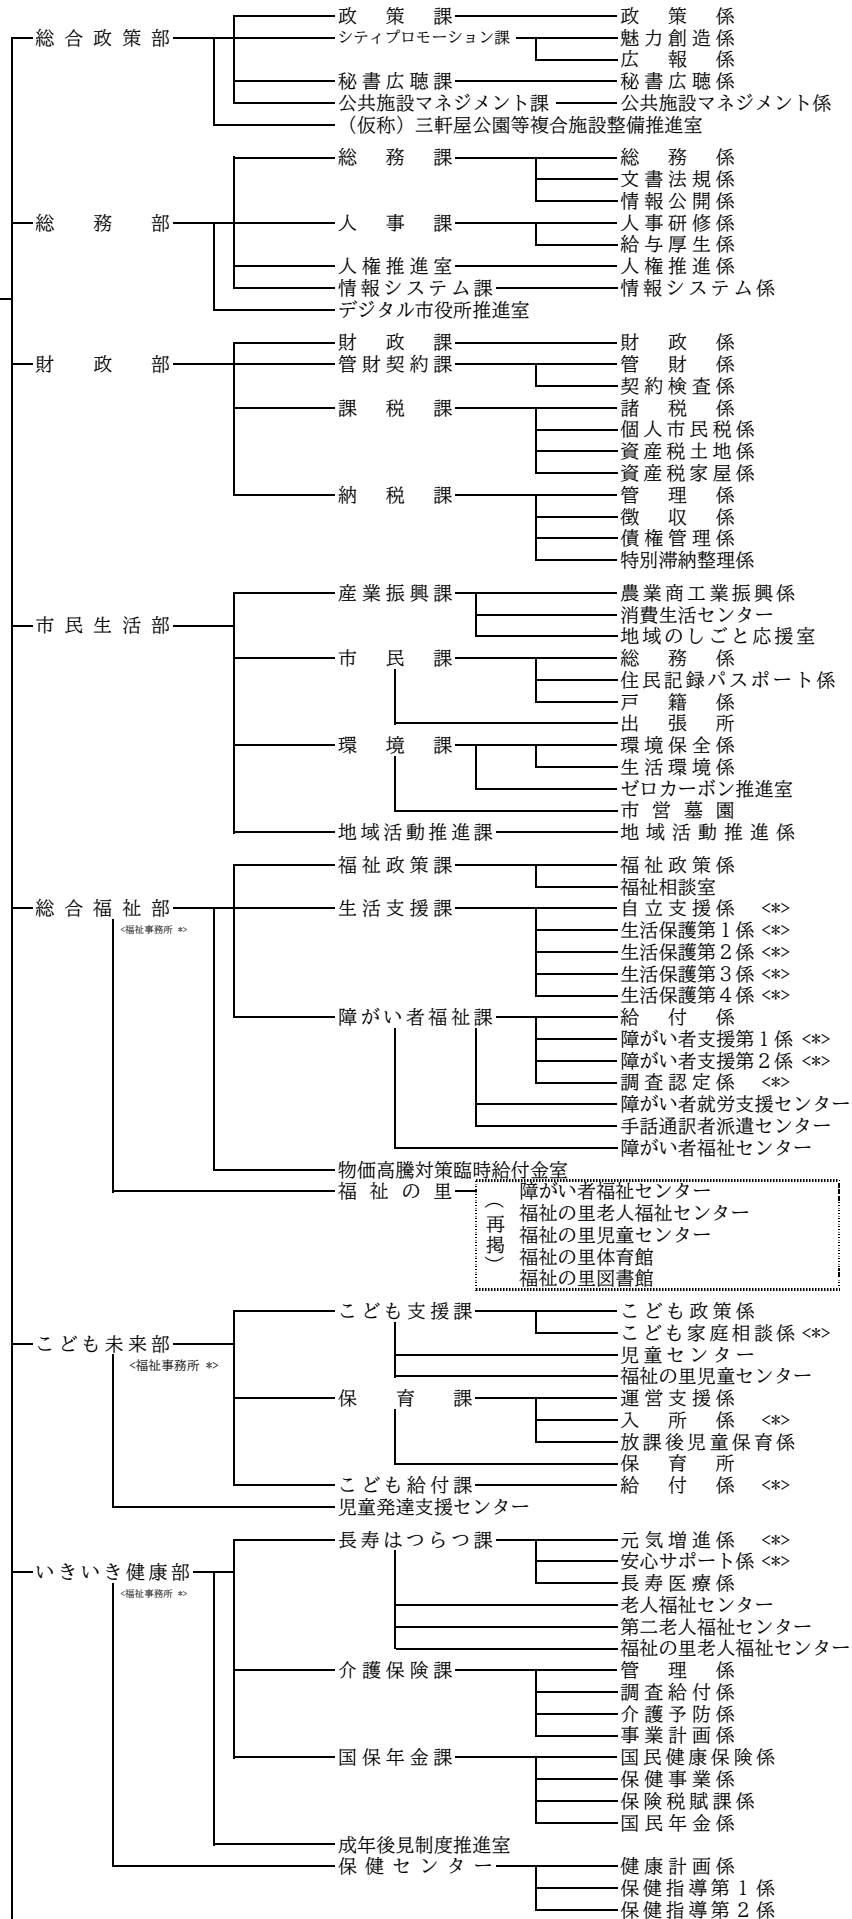 政策課 政策係
総合政策部 シティプロモーション課 魅力創造係
広報係
秘書広聴課 秘書広聴係
公共施設マネジメント課 公共施設マネジメント係
（仮称）三軒屋公園等複合施設整備推進室
総務課 総務係
文書法規係
情報公開係
総務部 人事課 人事研修係
給与厚生係
人権推進室 人権推進係
情報システム課 情報システム係
デジタル市役所推進室
財政課 財政係
財政部 管財契約課 管財係
契約検査係
課税課 諸税係
個人市民税係
資産税土地係
資産税家屋係
納税課 管理係
徴収係
債権管理係
特別滞納整理係
産業振興課 農業商工業振興係
消費生活センター
市民生活部 地域のしごと応援室
市民課 総務係
住民記録パスポート係
戸籍係
出張所
環境課 環境保全係
生活環境係
ゼロカーボン推進室
市営墓園
地域活動推進課 地域活動推進係
福祉政策課 福祉政策係
福祉相談室
総合福祉部 生活支援課 自立支援係 <*>
<福祉事務所 *> 生活保護第１係 <*>
生活保護第２係 <*>
生活保護第３係 <*>
生活保護第４係 <*>
障がい者福祉課 給付係
障がい者支援第１係 <*>
障がい者支援第２係 <*>
調査認定係 <*>
障がい者就労支援センター
手話通訳者派遣センター
障がい者福祉センター
物価高騰対策臨時給付金室
福祉の里 （再掲） 障がい者福祉センター
福祉の里老人福祉センター
福祉の里児童センター
福祉の里体育館
福祉の里図書館
こども支援課 こども政策係
こども未来部 こども家庭相談係 <*>
<福祉事務所 *> 児童センター
福祉の里児童センター
保育課 運営支援係
入所係 <*>
放課後児童保育係
保育所
こども給付課 給付係 <*>
児童発達支援センター
長寿はつらつ課 元気増進係 <*>
いきいき健康部 安心サポート係 <*>
<福祉事務所 *> 長寿医療係
老人福祉センター
第二老人福祉センター
福祉の里老人福祉センター
介護保険課 管理係
調査給付係
介護予防係
事業計画係
国保年金課 国民健康保険係
保健事業係
保険税賦課係
国民年金係
成年後見制度推進室
保健センター 健康計画係
保健指導第１係
保健指導第２係